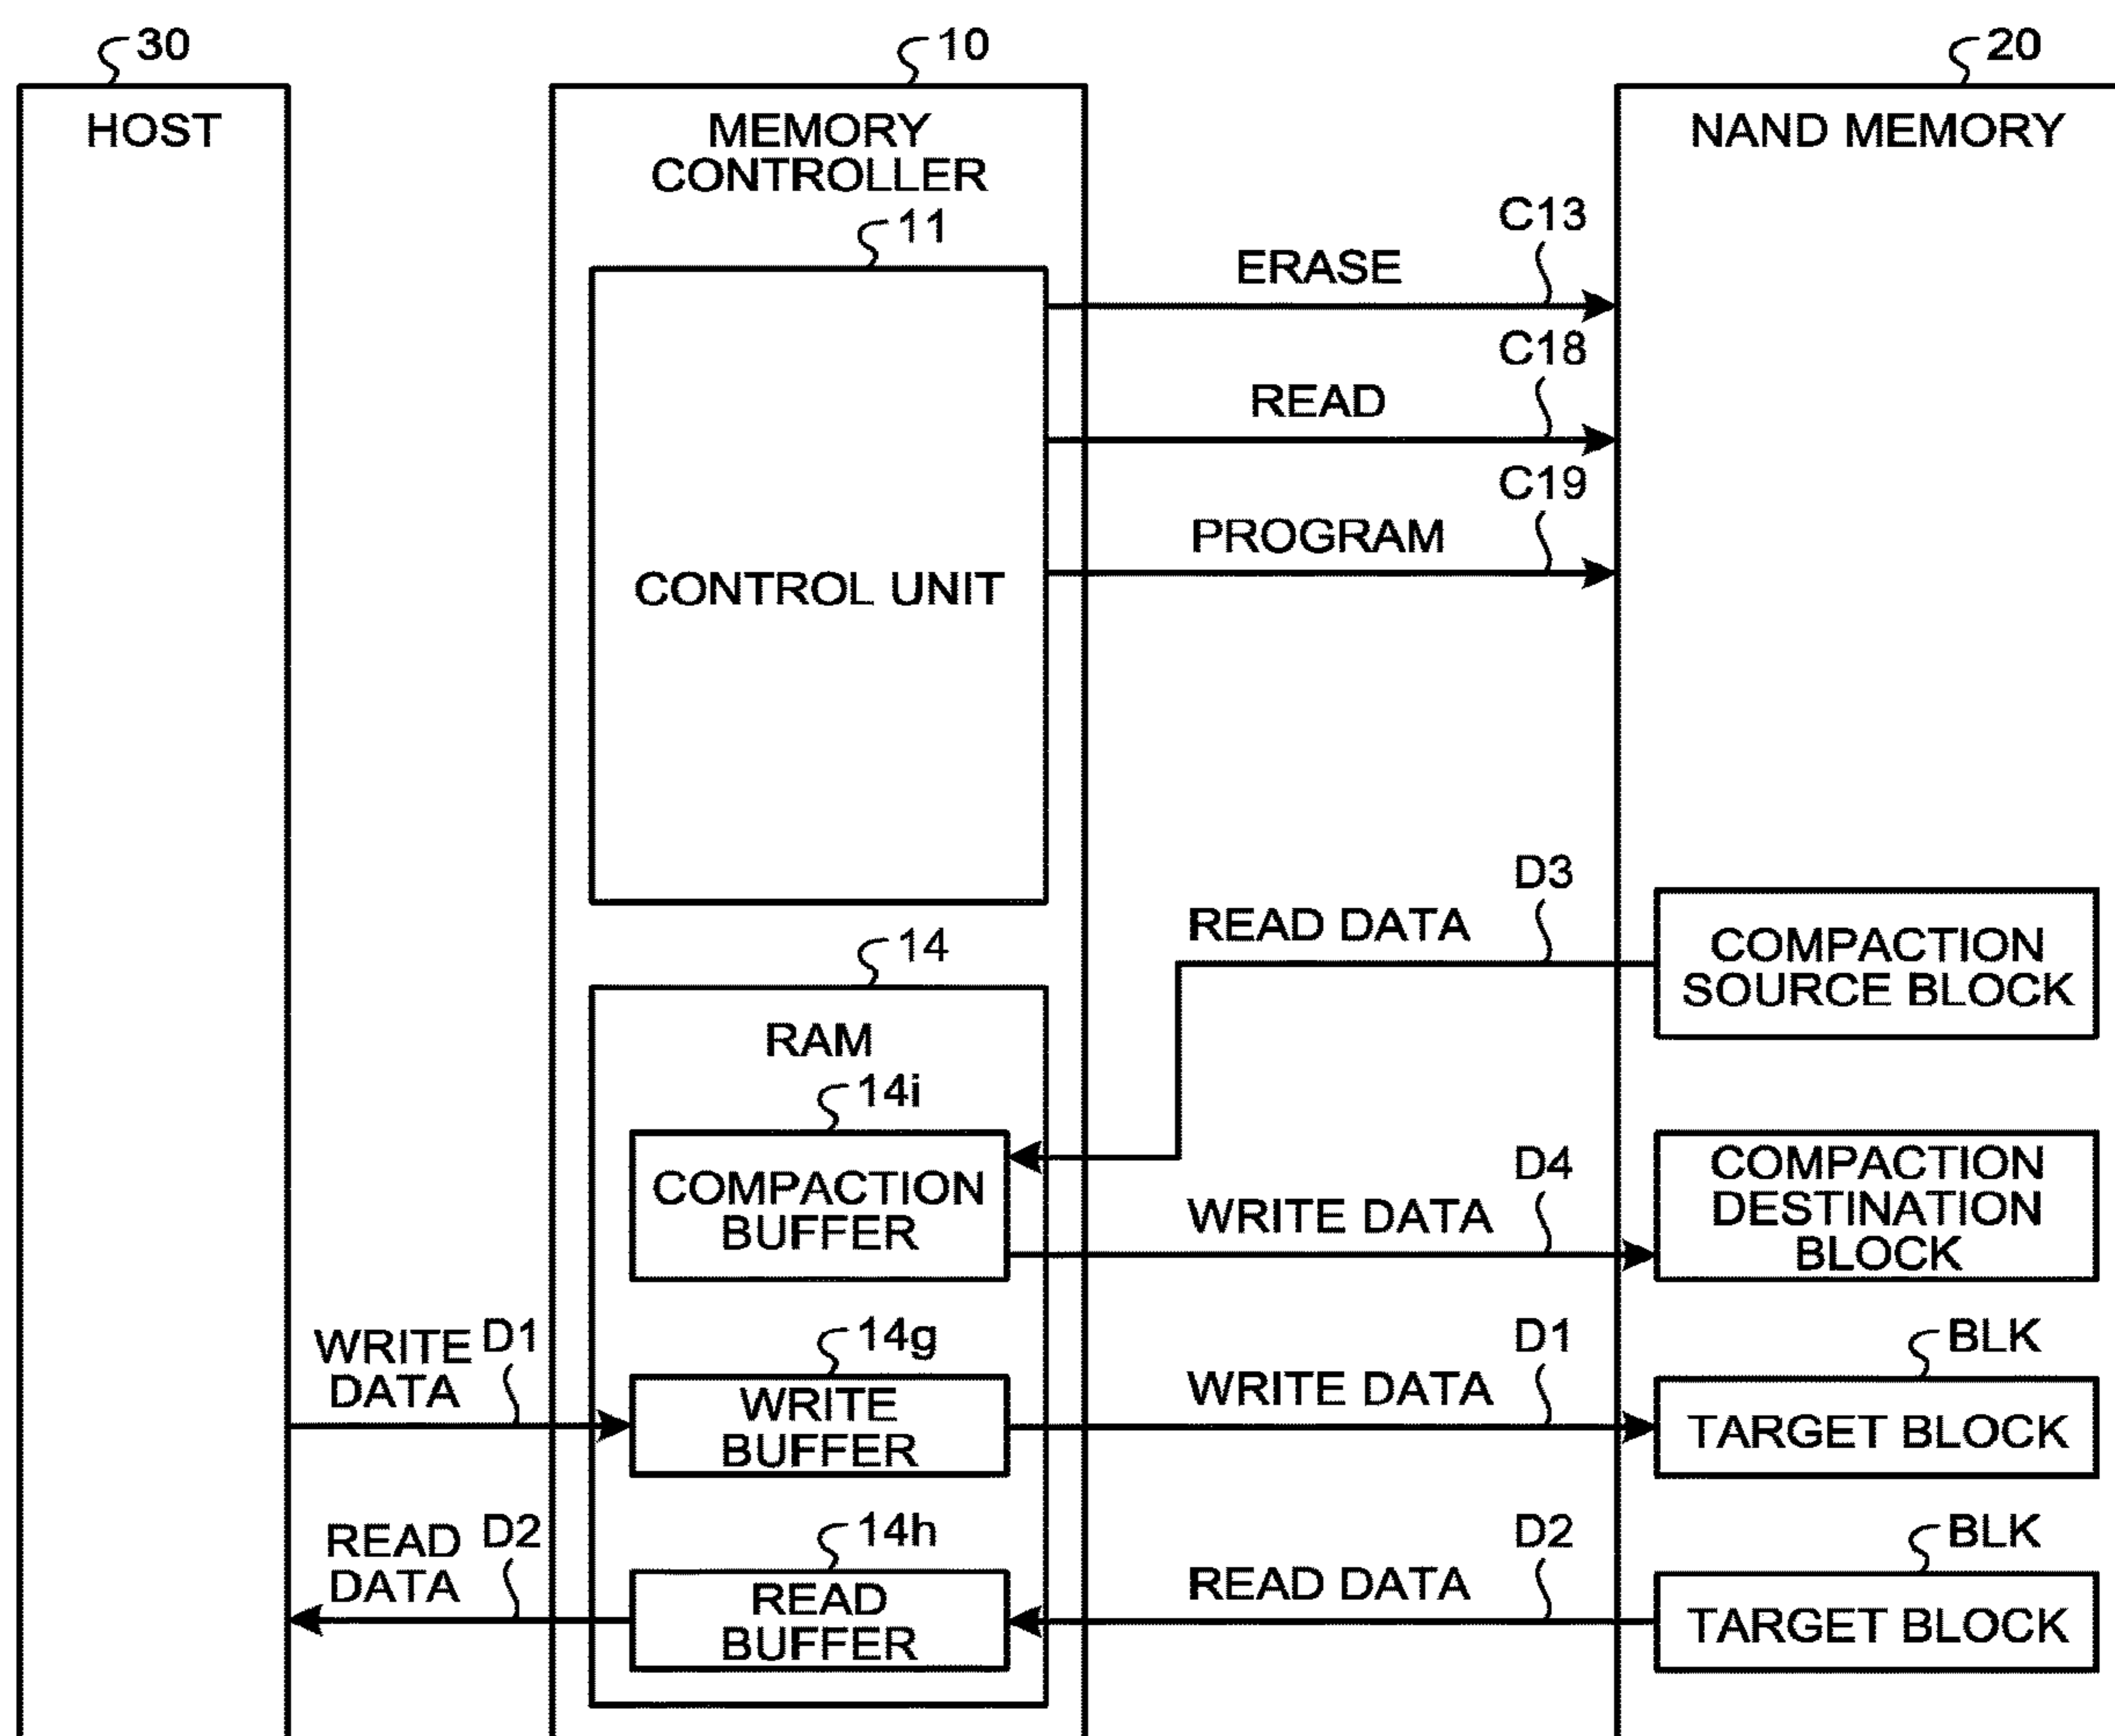 30
10
20
HOST
MEMORY
CONTROLLER
NAND MEMORY
11
C13
ERASE
C18
READ
C19
PROGRAM
CONTROL UNIT
D3
READ DATA
COMPACTION
SOURCE BLOCK
14
RAM
14i
COMPACTION
BUFFER
D4
WRITE DATA
COMPACTION
DESTINATION
BLOCK
WRITE
DATA
D1
14g
WRITE
BUFFER
D1
WRITE DATA
BLK
TARGET BLOCK
READ
DATA
D2
14h
READ
BUFFER
D2
READ DATA
BLK
TARGET BLOCK